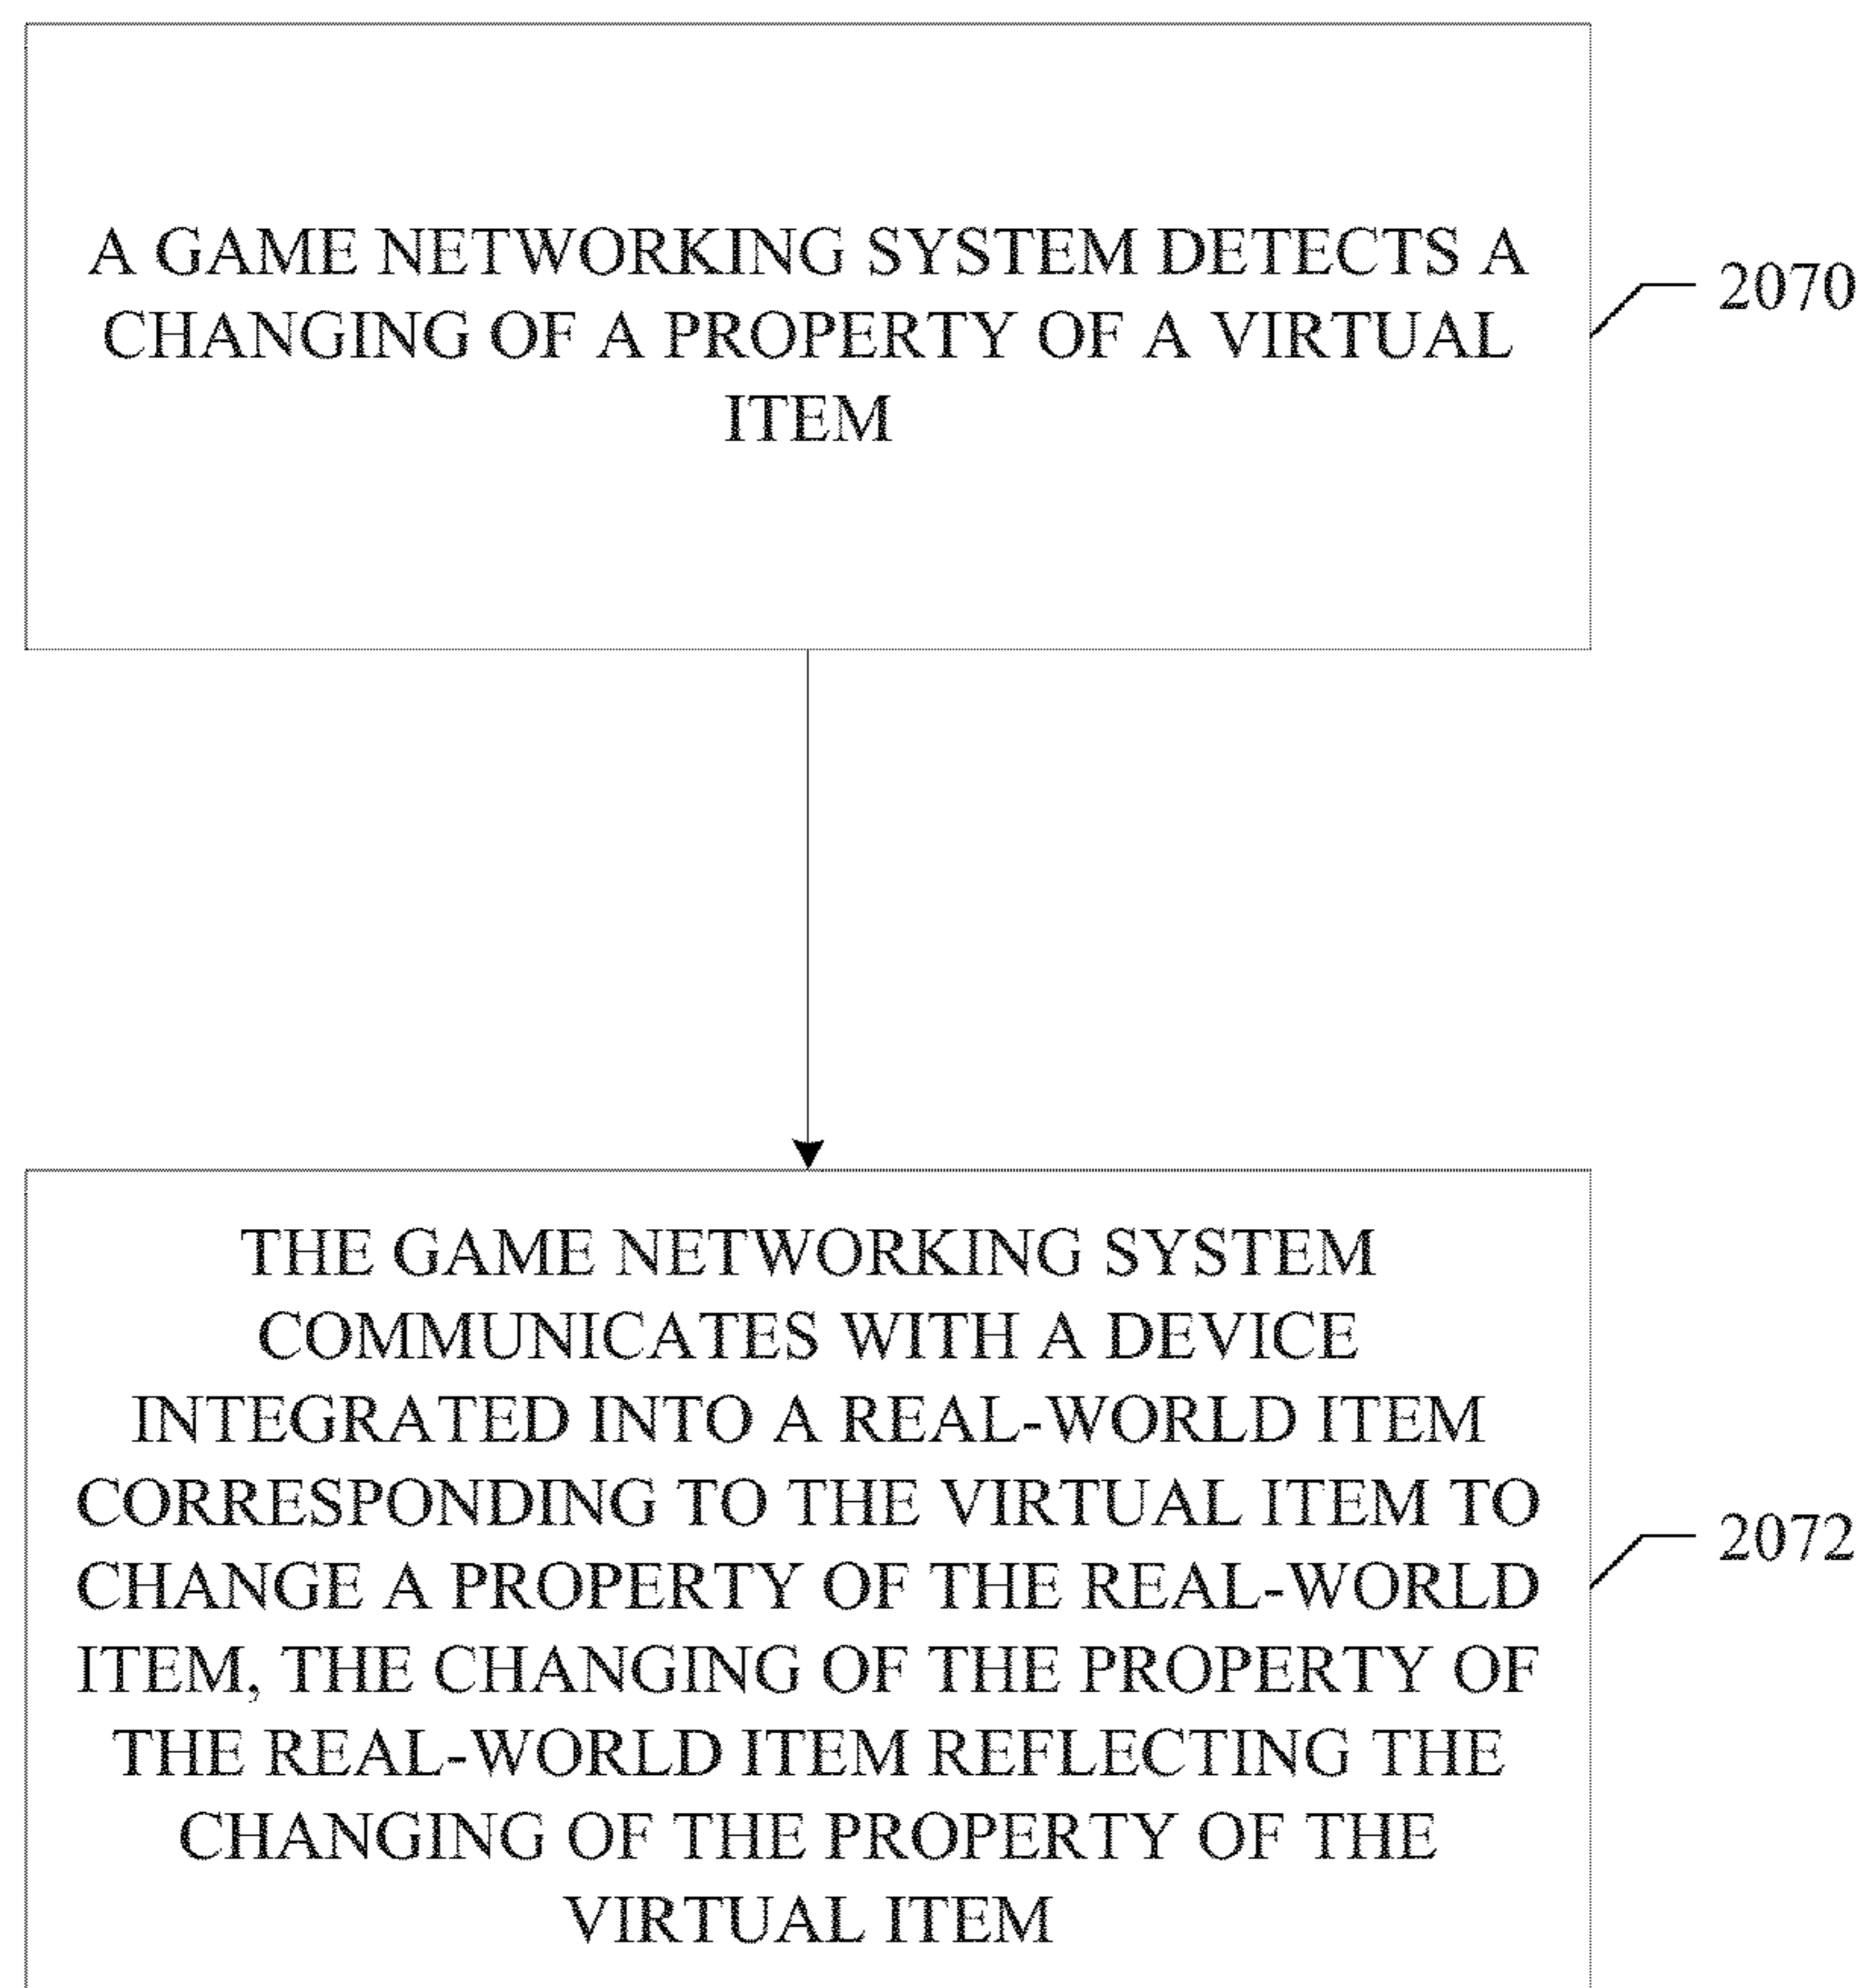 A GAME NETWORKING SYSTEM DETECTS A
CHANGING OF A PROPERTY OF A VIRTUAL
ITEM
2070
THE GAME NETWORKING SYSTEM
COMMUNICATES WITH A DEVICE
INTEGRATED INTO A REAL-WORLD ITEM
CORRESPONDING TO THE VIRTUAL ITEM TO
CHANGE A PROPERTY OF THE REAL-WORLD
ITEM, THE CHANGING OF THE PROPERTY OF
THE REAL-WORLD ITEM REFLECTING THE
CHANGING OF THE PROPERTY OF THE
VIRTUAL ITEM
2072